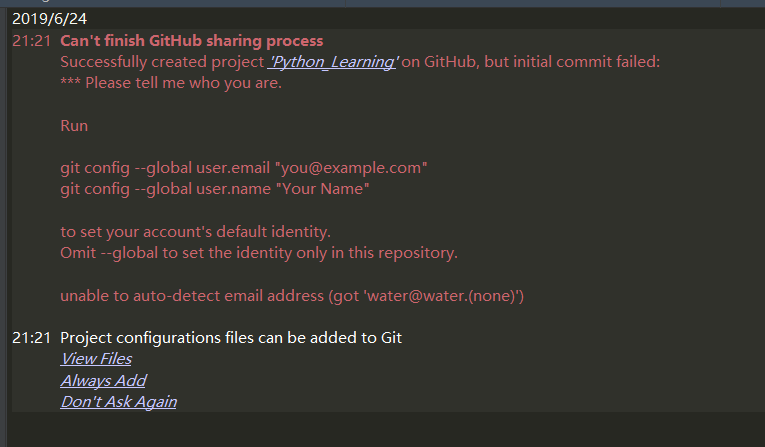 2019/6/24
21:21 Can't finish GitHub sharing process
Successfully created project 'Python_Learning' on GitHub, but initial commit failed:
*** Please tell me who you are.
Run
git config --global user.email "you@example.com"
git config --global user.name "Your Name"
to set your account's default identity.
Omit --global to set the identity only in this repository.
unable to auto-detect email address (got 'water@water.(none)')
21:21 Project configurations files can be added to Git
View Files
Always Add
Don't Ask Again